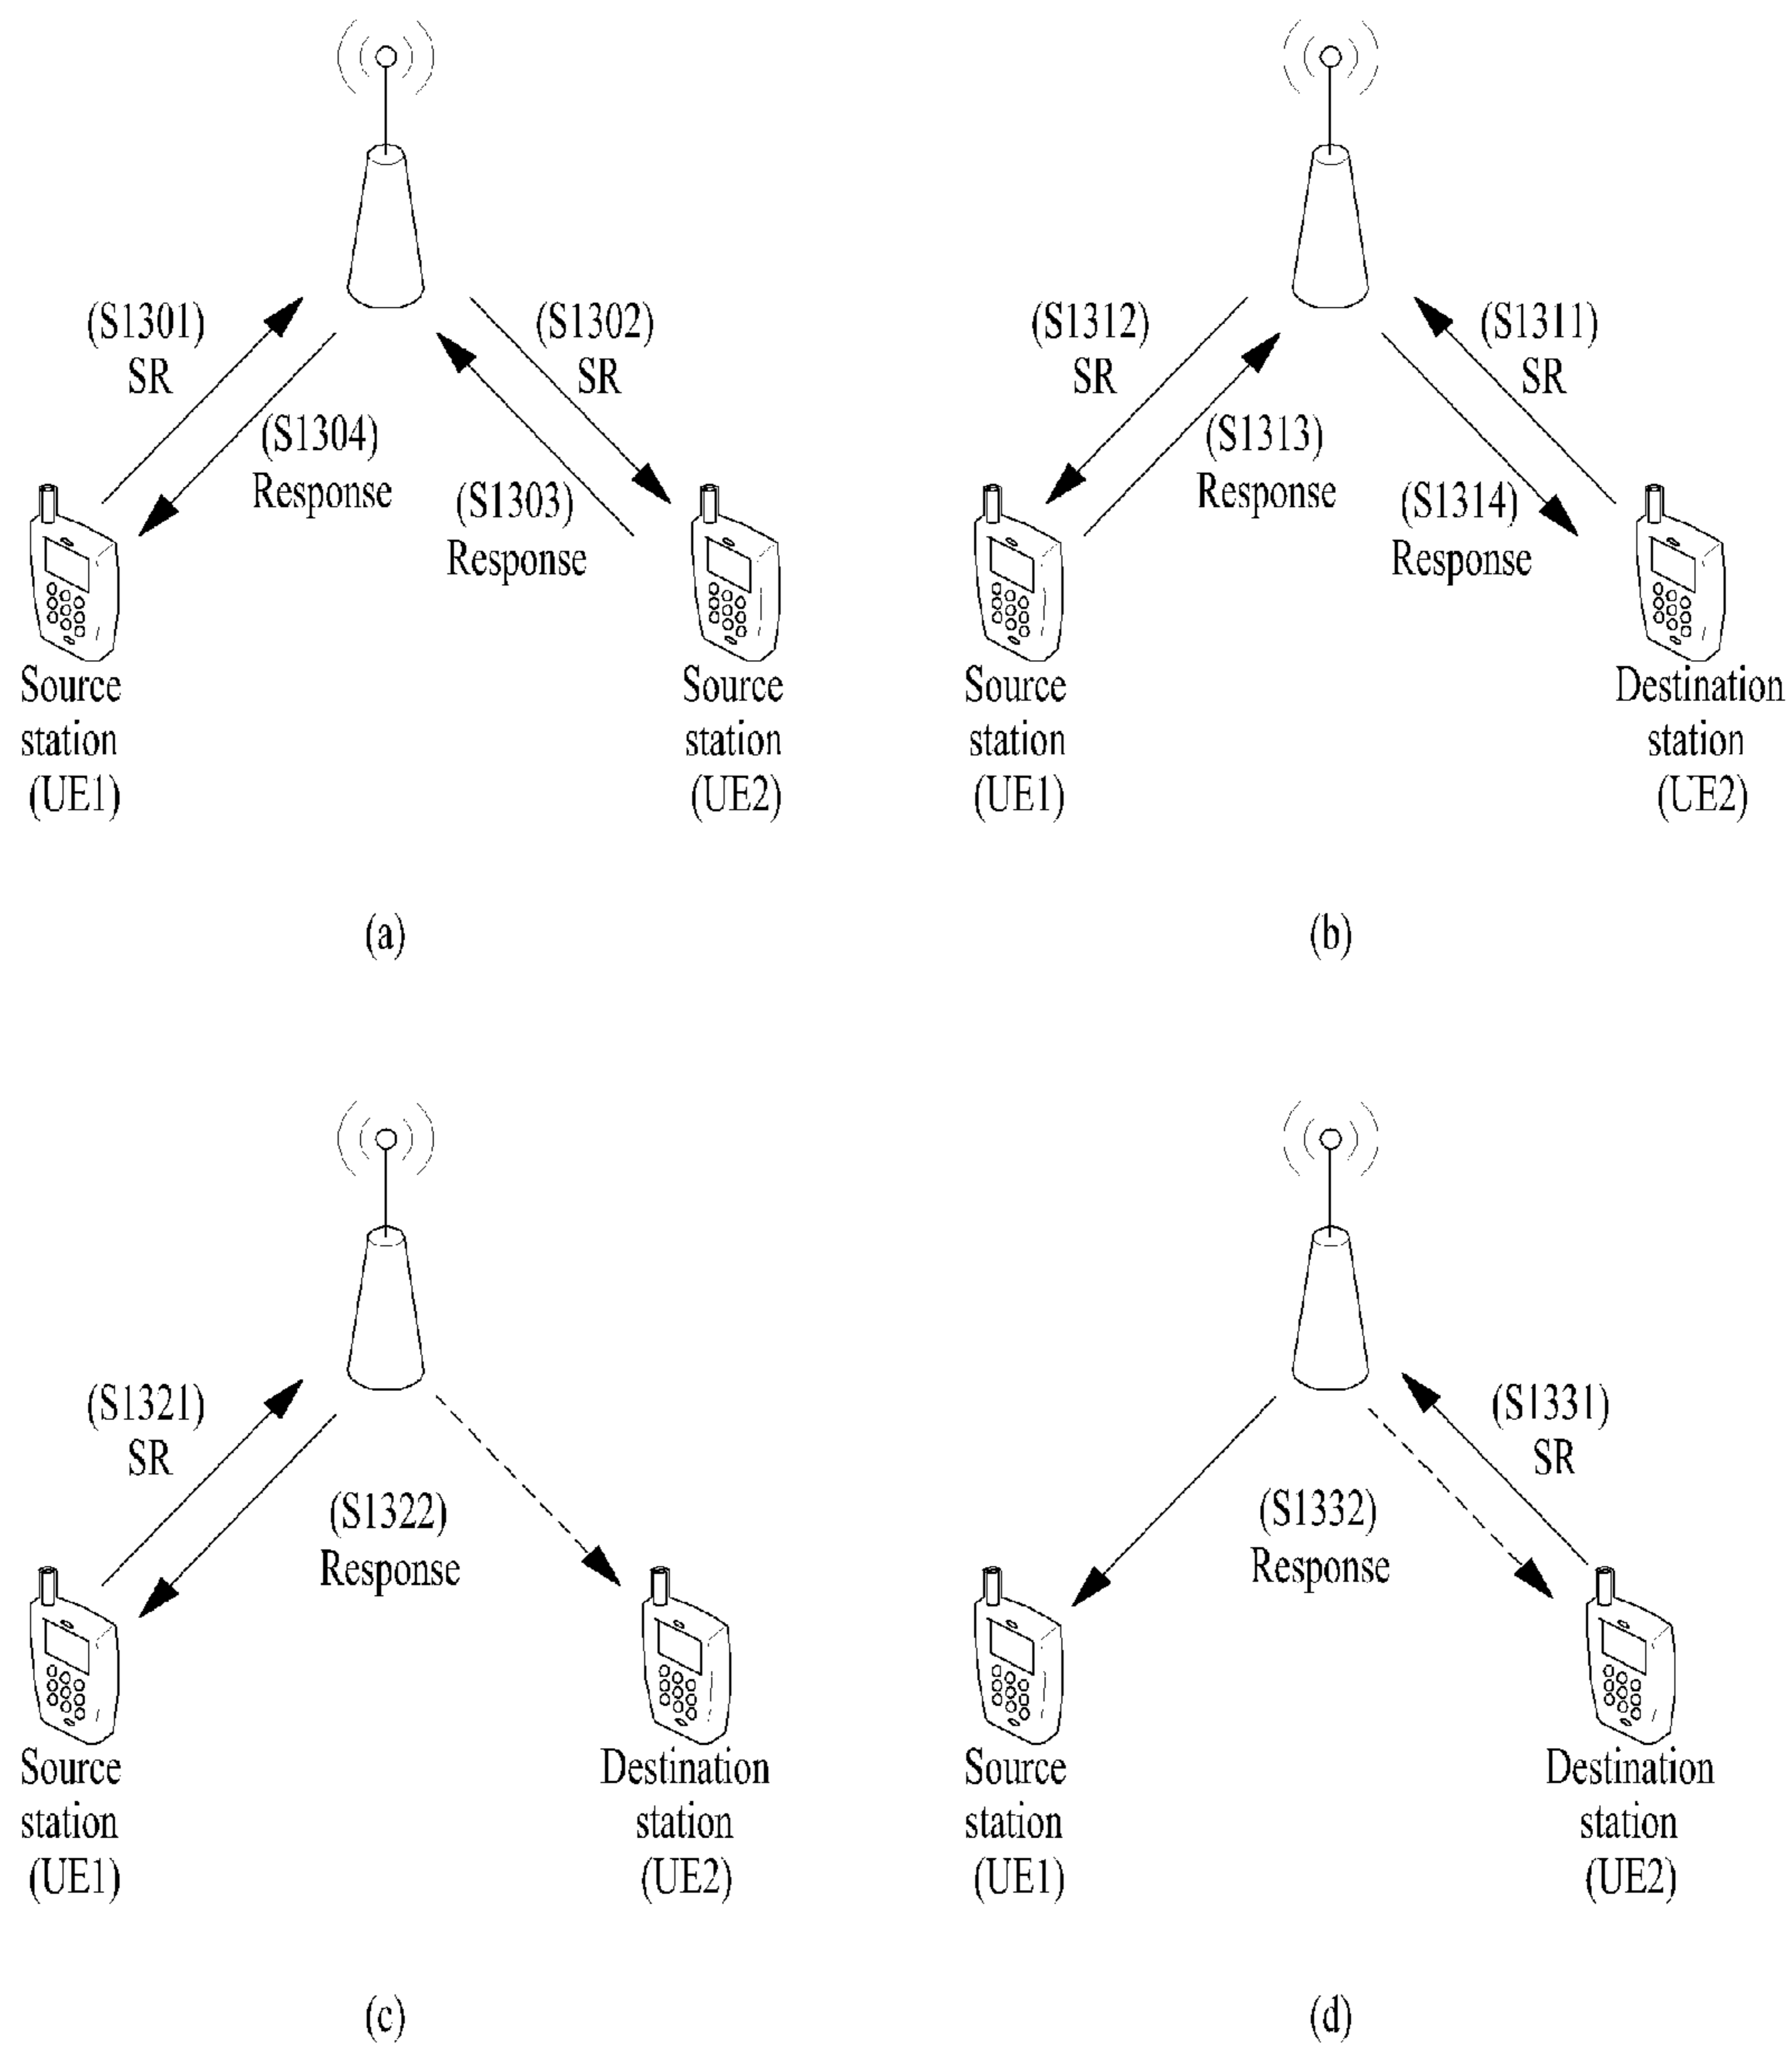 (S1301)
SR
(S1302)
SR
(S1304)
Response
(S1303)
Response
Source
station
(UE1)
Source
station
(UE2)
(a)
(S1312)
SR
(S1311)
SR
(S1313)
Response
(S1314)
Response
Source
station
(UE1)
Destination
station
(UE2)
(b)
(S1321)
SR
(S1322)
Response
Source
station
(UE1)
Destination
station
(UE2)
(c)
(S1331)
SR
(S1332)
Response
Source
station
(UE1)
Destination
station
(UE2)
(d)